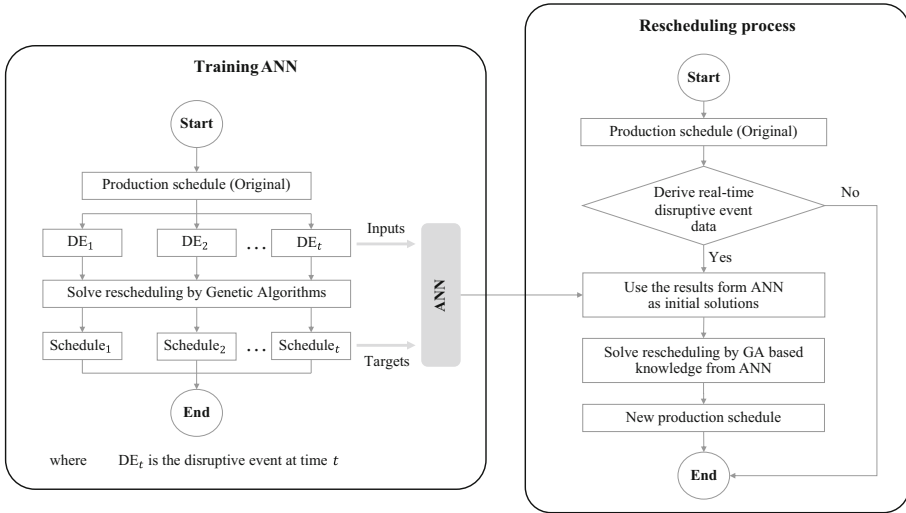 Training ANN
Start
Production schedule (Original)
DE₁
DE₂
...
DEₜ
Inputs
Solve rescheduling by Genetic Algorithms
Schedule₁
Schedule₂
...
Scheduleₜ
Targets
End
where DEₜ is the disruptive event at time t
ANN
Rescheduling process
Start
Production schedule (Original)
Derive real-time
disruptive event
data
No
Yes
Use the results form ANN
as initial solutions
Solve rescheduling by GA based
knowledge from ANN
New production schedule
End